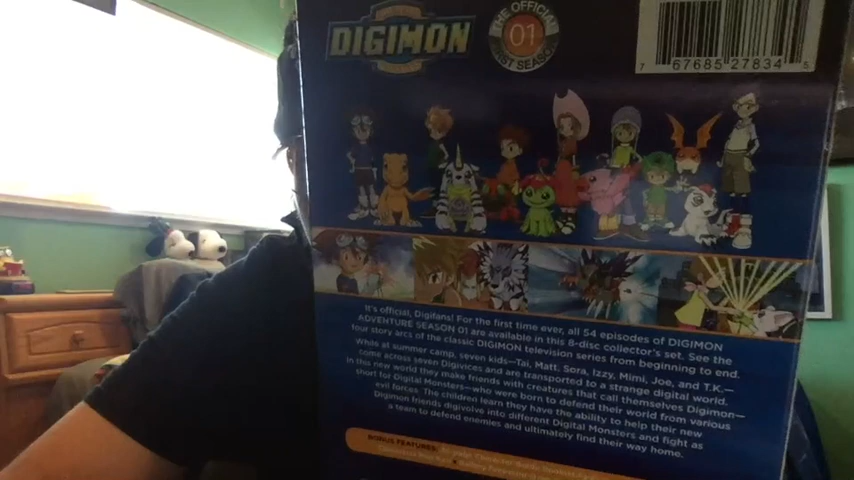 DIGIMON
THE OFFICIAL
01
FIRST SEASON
7 67685 27834 5
It's official, Digifans! For the first time ever, all 54 episodes of DIGIMON
ADVENTURE SEASON 01 are available in this 8-disc collector's set. See the
four story arcs of the classic DIGIMON television series from beginning to end.
While at summer camp, seven kids—Tai, Matt, Sora, Izzy, Mimi, Joe, and T.K.—
come across seven Digivices and are transported to a strange digital world.
In this new world they make friends with creatures that call themselves Digimon—
short for Digital Monsters—who were born to defend their world from various
evil forces. The children learn they have the ability to help their new
Digimon friends digivolve into different Digital Monsters and fight as
a team to defend enemies and ultimately find their way home.
BONUS FEATURES: